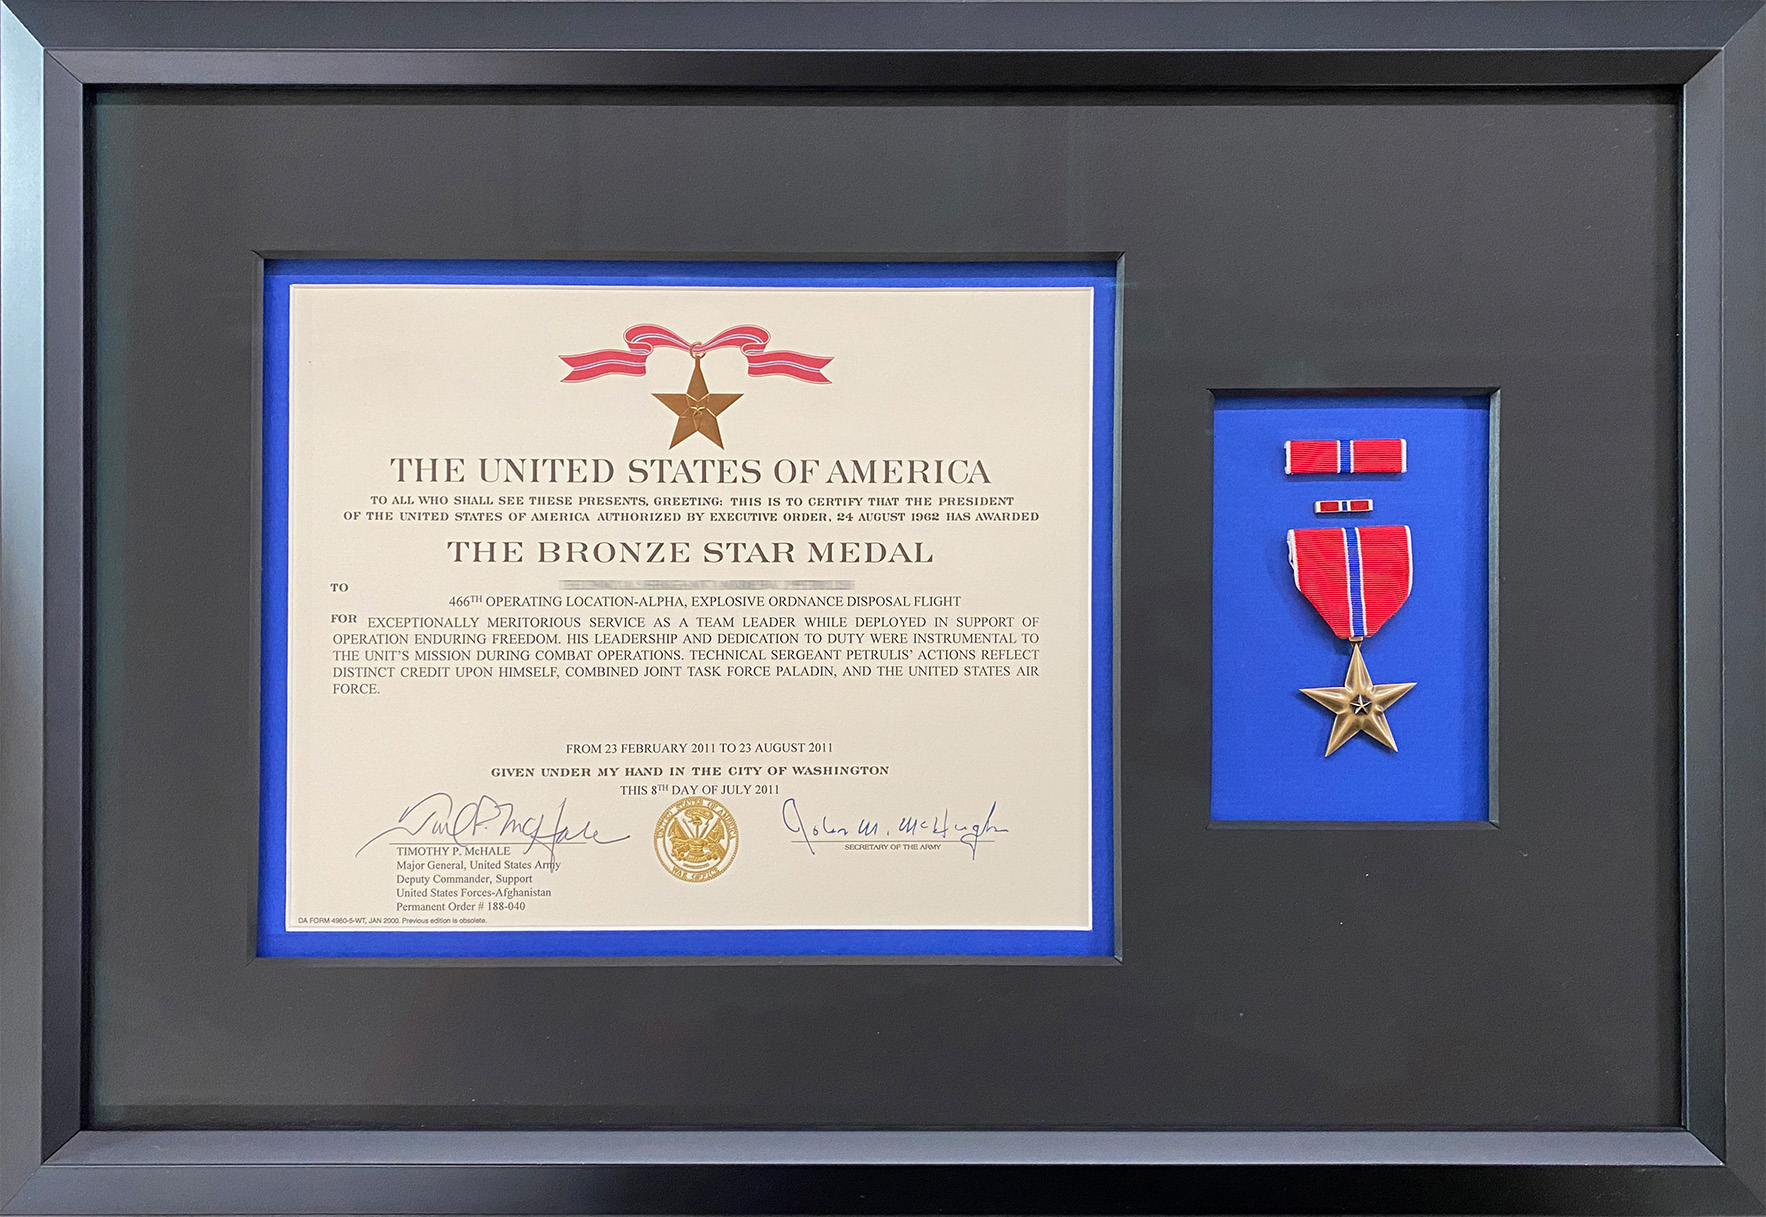 THE UNITED STATES OF AMERICA
TO ALL WHO SHALL SEE THESE PRESENTS, GREETING: THIS IS TO CERTIFY THAT THE PRESIDENT
OF THE UNITED STATES OF AMERICA AUTHORIZED BY EXECUTIVE ORDER, 24 AUGUST 1962 HAS AWARDED
THE BRONZE STAR MEDAL
TO
466TH OPERATING LOCATION-ALPHA, EXPLOSIVE ORDNANCE DISPOSAL FLIGHT
FOR EXCEPTIONALLY MERITORIOUS SERVICE AS A TEAM LEADER WHILE DEPLOYED IN SUPPORT OF
OPERATION ENDURING FREEDOM. HIS LEADERSHIP AND DEDICATION TO DUTY WERE INSTRUMENTAL TO
THE UNIT'S MISSION DURING COMBAT OPERATIONS. TECHNICAL SERGEANT PETRULIS' ACTIONS REFLECT
DISTINCT CREDIT UPON HIMSELF, COMBINED JOINT TASK FORCE PALADIN, AND THE UNITED STATES AIR
FORCE.
FROM 23 FEBRUARY 2011 TO 23 AUGUST 2011
GIVEN UNDER MY HAND IN THE CITY OF WASHINGTON
THIS 8TH DAY OF JULY 2011
TIMOTHY P. McHALE
Major General, United States Army
Deputy Commander, Support
United States Forces-Afghanistan
Permanent Order # 188-040
DA FORM 4980-5-WT, JAN 2000. Previous edition is obsolete.
UNITED STATES OF AMERICA
WAR OFFICE
John M. McHugh
SECRETARY OF THE ARMY